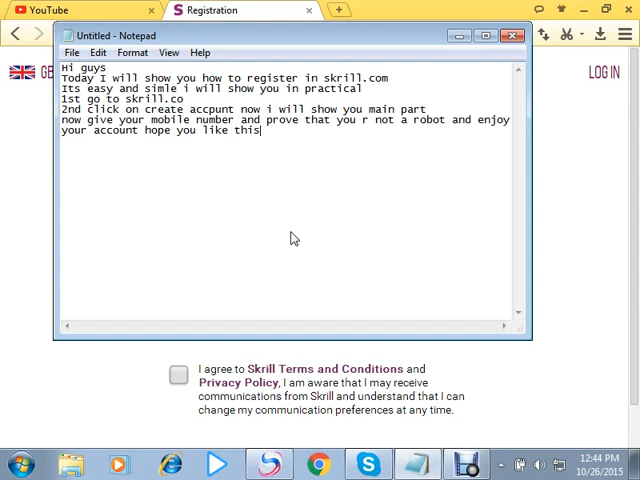 YouTube
Registration
Untitled - Notepad
File Edit Format View Help
GB
LOG IN
Hi guys
Today I will show you how to register in skrill.com
Its easy and simle i will show you in practical
1st go to skrill.co
2nd click on create accpunt now i will show you main part
now give your mobile number and prove that you r not a robot and enjoy
your account hope you like this
I agree to Skrill Terms and Conditions and
Privacy Policy, I am aware that I may receive
communications from Skrill and understand that I can
change my communication preferences at any time.
12:44 PM
10/26/2015